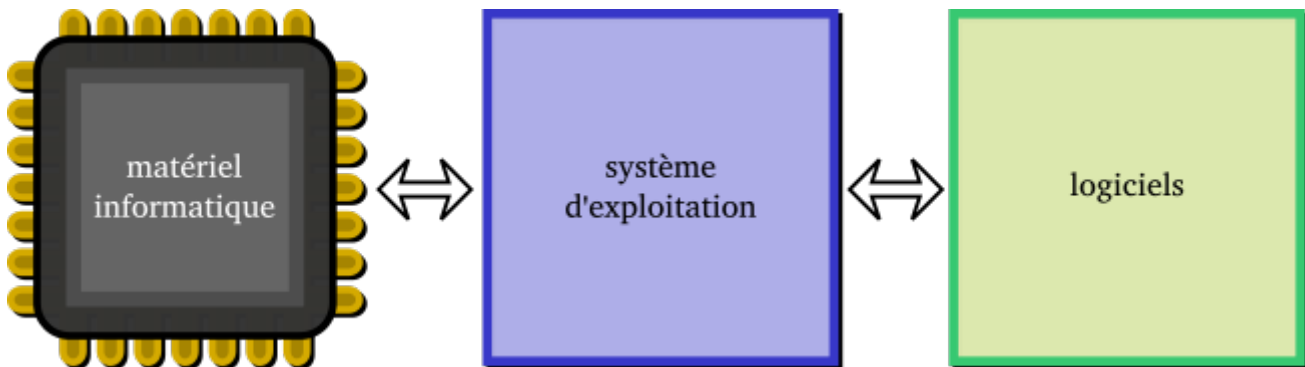 matériel
informatique
système
d'exploitation
logiciels